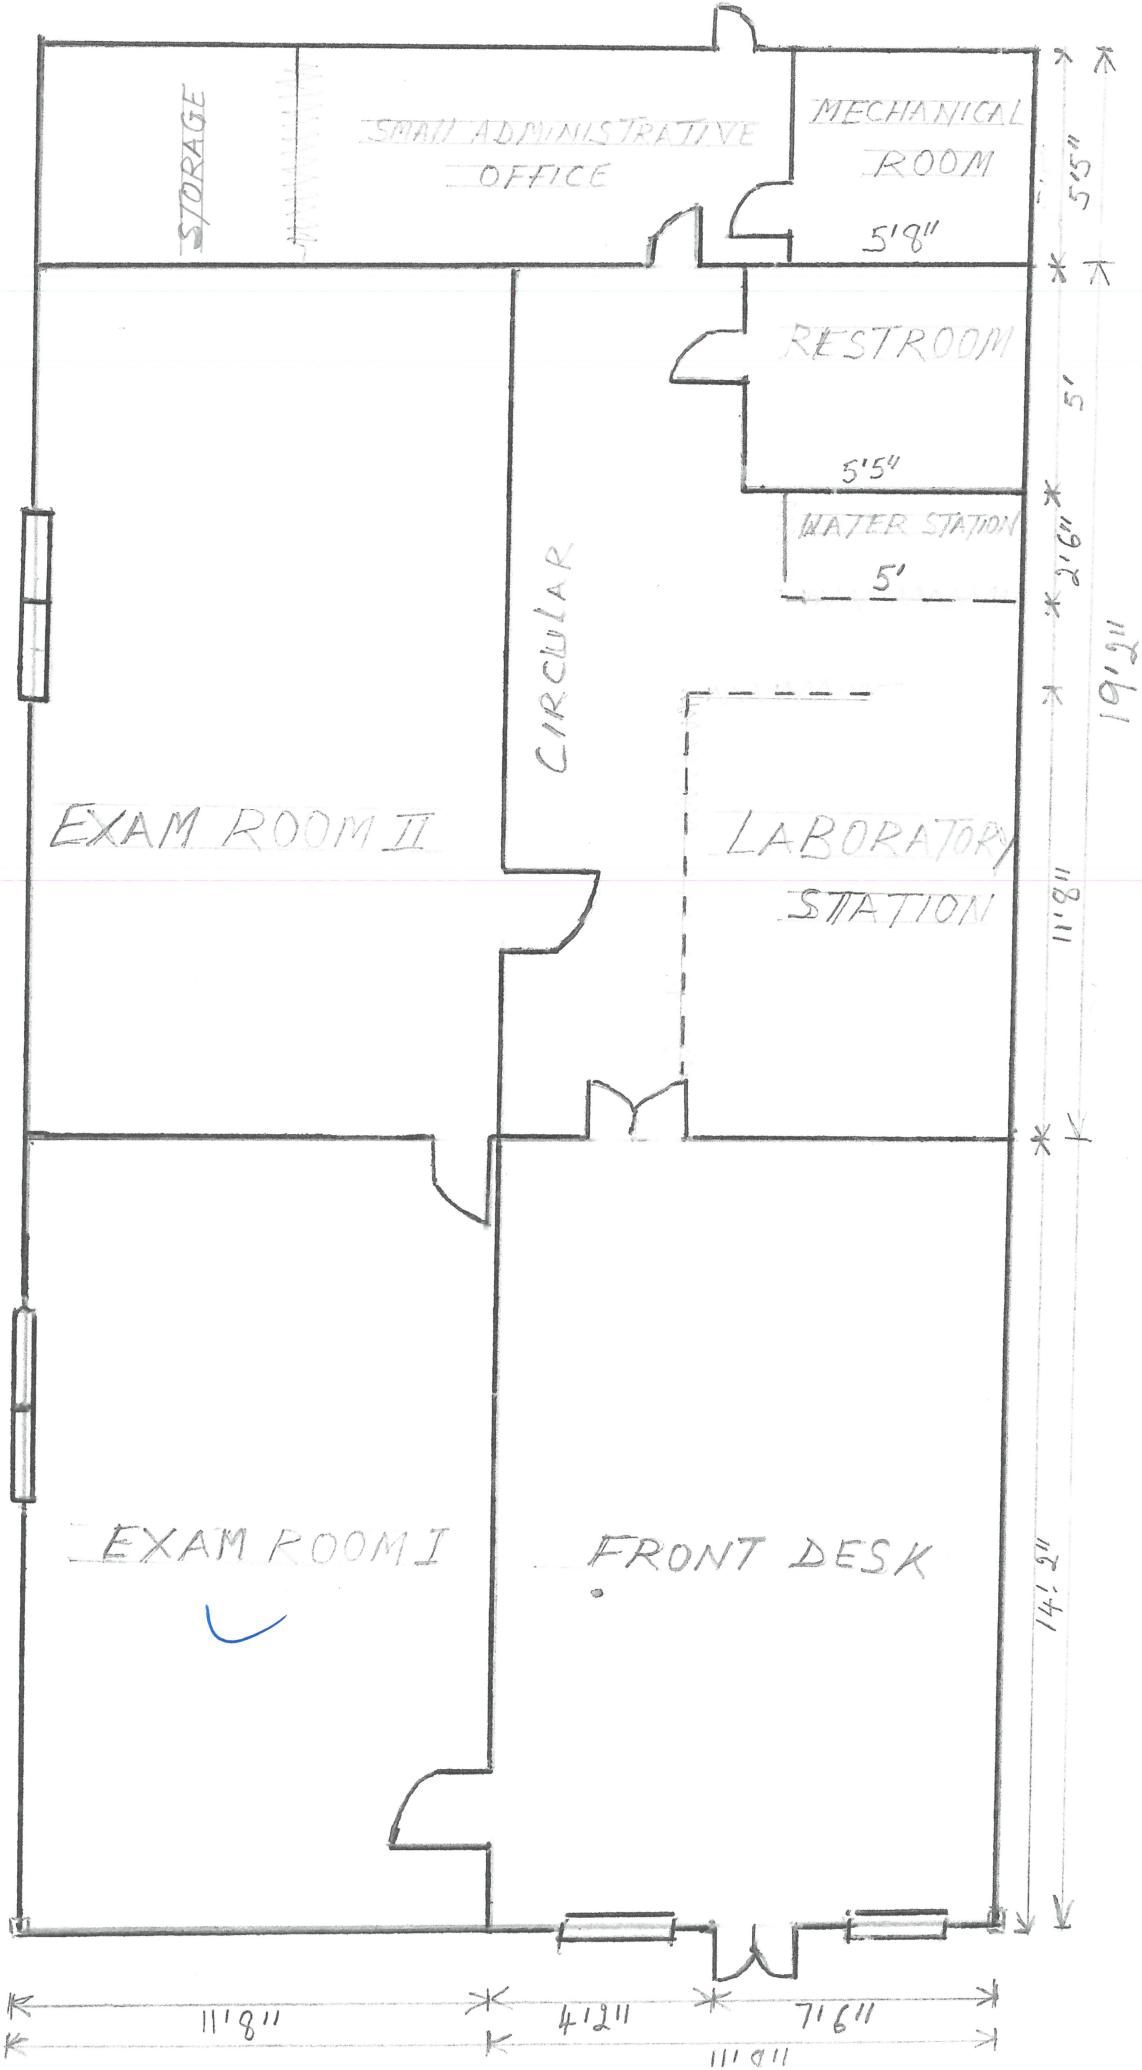 STORAGE
SMALL ADMINISTRATIVE
OFFICE
MECHANICAL
ROOM
5'8"
5'5"
RESTROOM
5'
5'5"
WATER STATION
5'
2'6"
19'2"
CIRCULAR
EXAM ROOM II
LABORATORY
STATION
11'8"
EXAM ROOM I
FRONT DESK
14'2"
11'8"
4'2"
7'6"